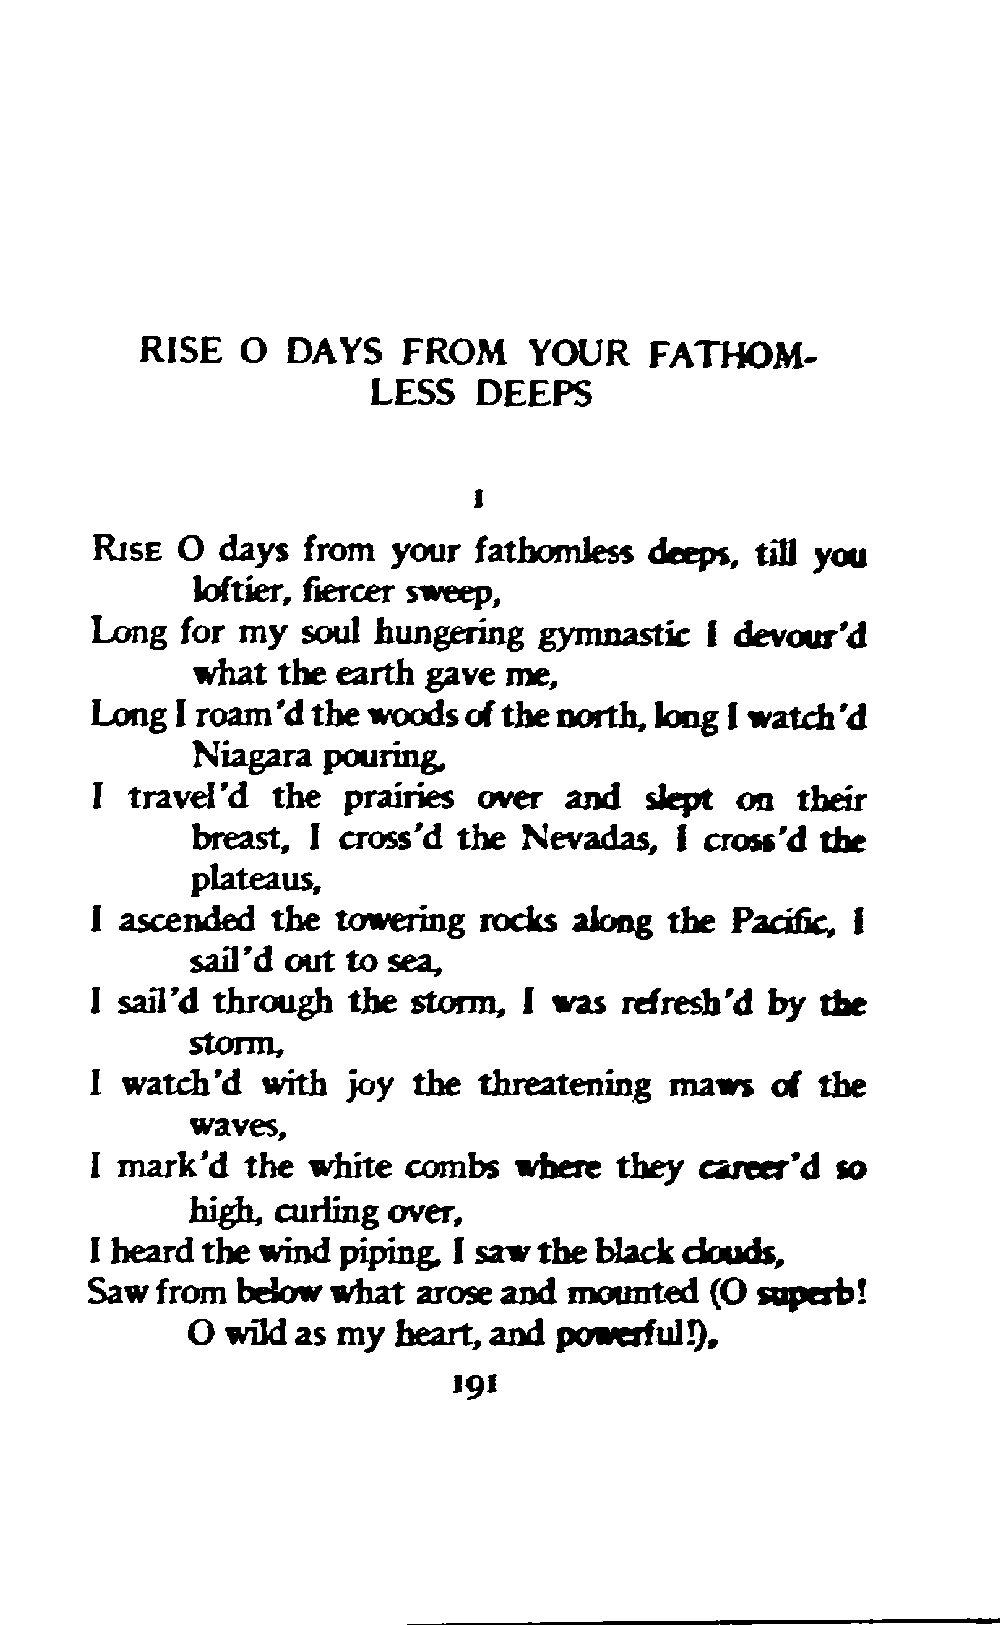 RISE O DAYS FROM YOUR FATHOM-
LESS DEEPS
1
RISE O days from your fathomless deeps, till you
loftier, fiercer sweep,
Long for my soul hungering gymnastic I devour'd
what the earth gave me,
Long I roam'd the woods of the north, long I watch'd
Niagara pouring,
I travel'd the prairies over and slept on their
breast, I cross'd the Nevadas, I cross'd the
plateaus,
I ascended the towering rocks along the Pacific, I
sail'd out to sea,
I sail'd through the storm, I was refresh'd by the
storm,
I watch'd with joy the threatening maws of the
waves,
I mark'd the white combs where they career'd so
high, curling over,
I heard the wind piping, I saw the black clouds,
Saw from below what arose and mounted (O superb!
O wild as my heart, and powerful!),
191